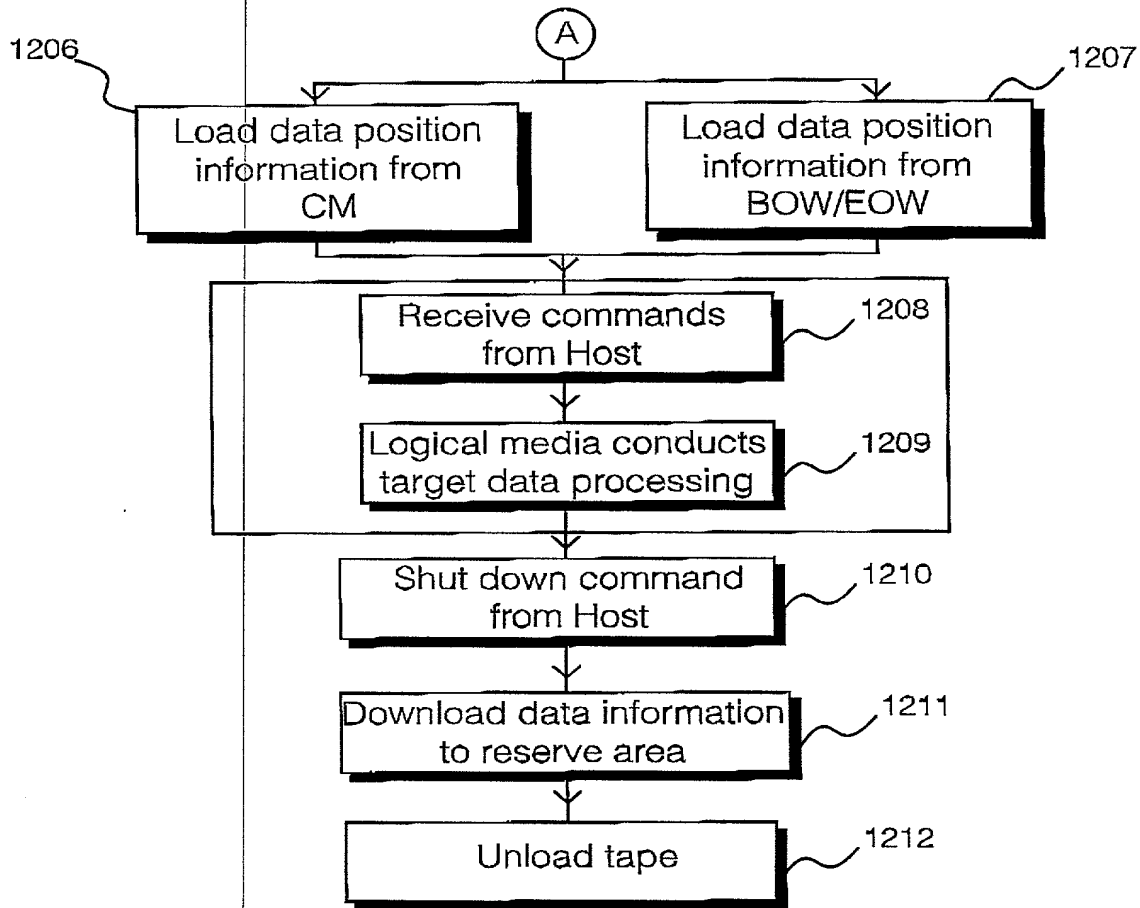 A
1206
1207
Load data position
information from
CM
Load data position
information from
BOW/EOW
Receive commands
from Host
1208
Logical media conducts
target data processing
1209
Shut down command
from Host
1210
Download data information
to reserve area
1211
Unload tape
1212